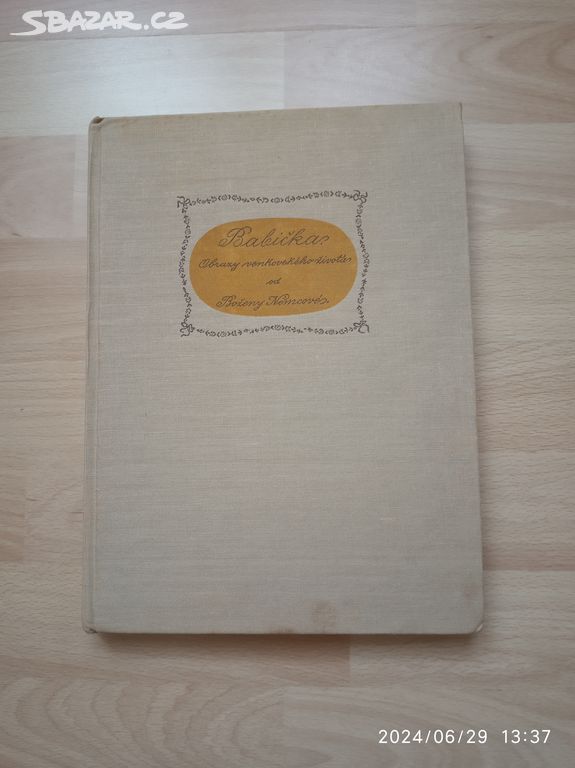 SBAZAR.CZ
Babička
Obrazy venkovského života
od
Boženy Němcové.
2024/06/29 13:37